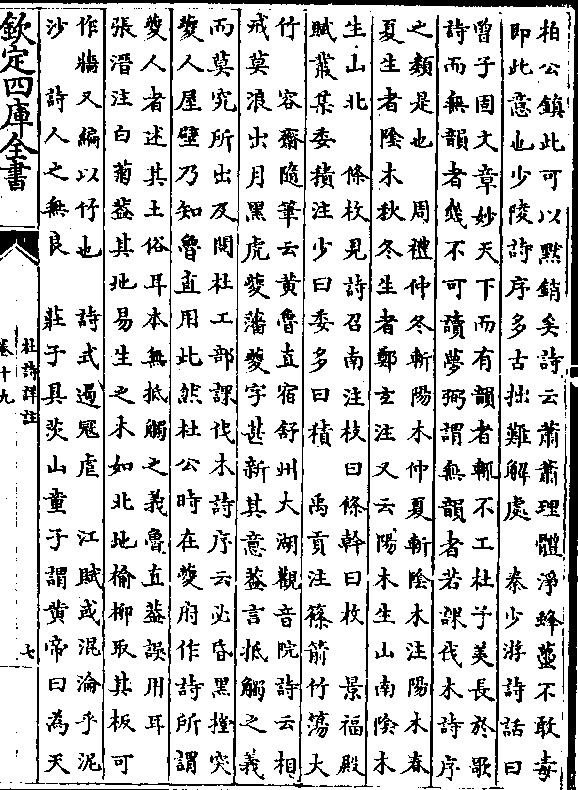 柏公鎮此可以黙銷矣詩云蕭蕭理體淨蜂蠆不敢毒
即此意也少陵詩序多古拙難解處　秦少游詩話曰
曾子固文章妙天下而有韻者輒不工杜子美長於歌
詩而無韻者幾不可讀夢弼謂無韻者若課伐木詩序
之類是也　周禮仲冬斬陽木仲夏斬陰木注陽木春
夏生者陰木秋冬生者鄭玄注又云陽木生山南陰木
生山北　條枚見詩召南注枝曰條幹曰枚　景福殿
賦叢集委積注少曰委多曰積　禹貢注篠箭竹蕩大
竹　容齋隨筆云黄魯直宿舒州大湖觀音院詩云相
戒莫浪出月黑虎夔藩夔字甚新其意蓋言抵觸之義
而莫究所出及閲杜工部課伐木詩序云必昏黑摚突
夔人屋壁乃知魯直用此然杜公時在夔府作詩所謂
夔人者述其土俗耳本無抵觸之義魯直蓋誤用耳
張溍注白菊蓋其地易生之木如北地榆柳取其板可
作牆又編以竹也　詩式遏寇虐　江賦或混淪乎泥
沙　詩人之無良　莊子具茨山童子謂黄帝曰為天
欽定四庫全書
杜詩詳註
卷十九
七